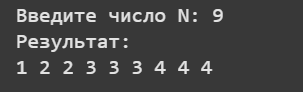 Введите число N: 9
Результат:
1 2 2 3 3 3 4 4 4